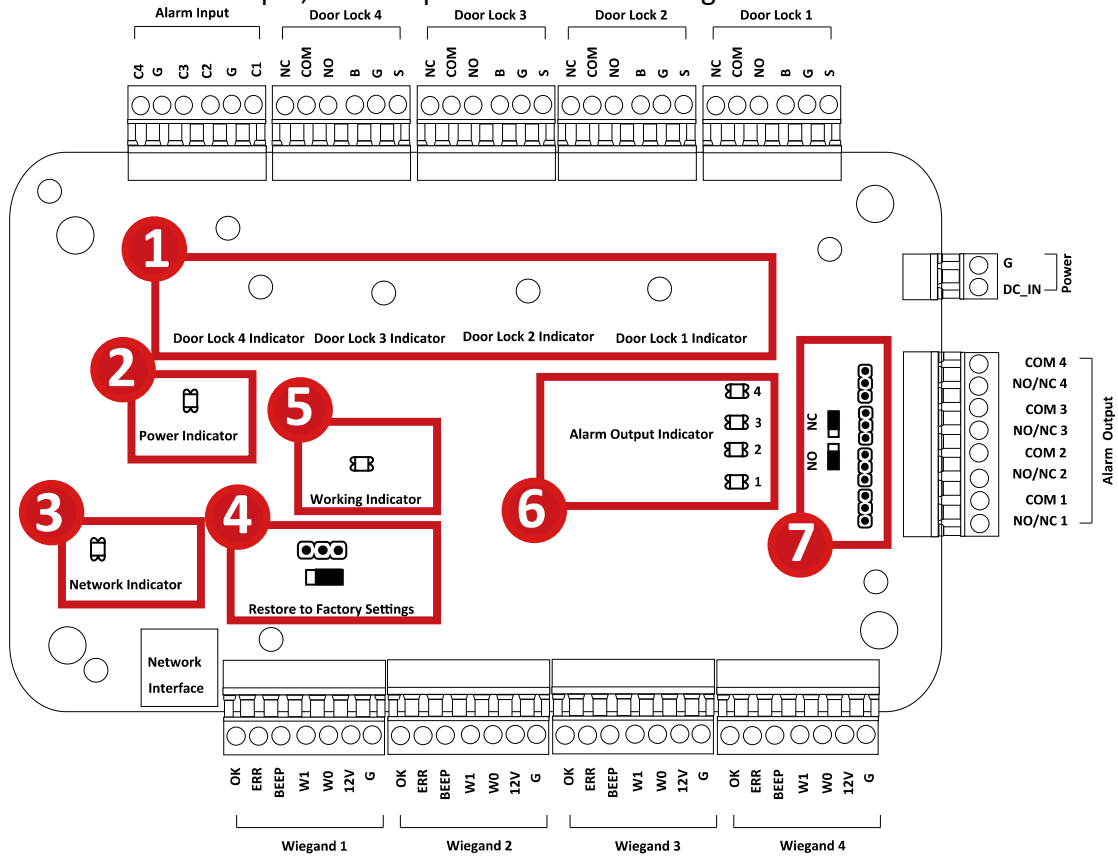 Alarm Input Door Lock 4 Door Lock 3 Door Lock 2 Door Lock 1
C4 G C3 C2 G C1 NC COM NO B G S NC COM NO B G S NC COM NO B G S NC COM NO B G S
1
G
DC_IN
Power
Door Lock 4 Indicator Door Lock 3 Indicator Door Lock 2 Indicator Door Lock 1 Indicator
2
Power Indicator
5
Working Indicator
Alarm Output Indicator
4
3
2
1
6
NC
NO
7
COM 4
NO/NC 4
COM 3
NO/NC 3
COM 2
NO/NC 2
COM 1
NO/NC 1
Alarm Output
3
Network Indicator
4
Restore to Factory Settings
Network
Interface
OK ERR BEEP W1 W0 12V G OK ERR BEEP W1 W0 12V G OK ERR BEEP W1 W0 12V G OK ERR BEEP W1 W0 12V G
Wiegand 1 Wiegand 2 Wiegand 3 Wiegand 4